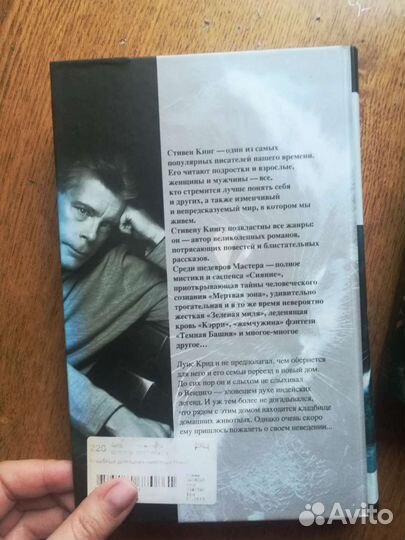 Стивен Кинг — один из самых
популярных писателей нашего времени.
Его читают подростки и взрослые,
женщины и мужчины — все,
кто стремится лучше понять себя
и других, а также изменчивый
и непредсказуемый мир, в котором мы
живем.
Стивену Кингу подвластны все жанры:
он — автор великолепных романов,
потрясающих повестей и блистательных
рассказов.
Среди шедевров Мастера — полное
мистики и саспенса «Сияние»,
приоткрывающая тайны человеческого
сознания «Мертвая зона», удивительно
трогательная и в то же время невероятно
жесткая «Зеленая миля», леденящая
кровь «Кэрри», «жемчужина» фэнтези
«Темная Башня» и многое-многое
другое...
Луис Крид и не предполагал, чем обернется
для него и его семьи переезд в новый дом.
До сих пор он и слыхом не слыхивал
о Вендиго — зловещем духе индейских
легенд. И уж тем более не догадывался,
что рядом с этим домом находится кладбище
домашних животных. Однако очень скоро
ему пришлось пожалеть о своем неведении...
220
Avito